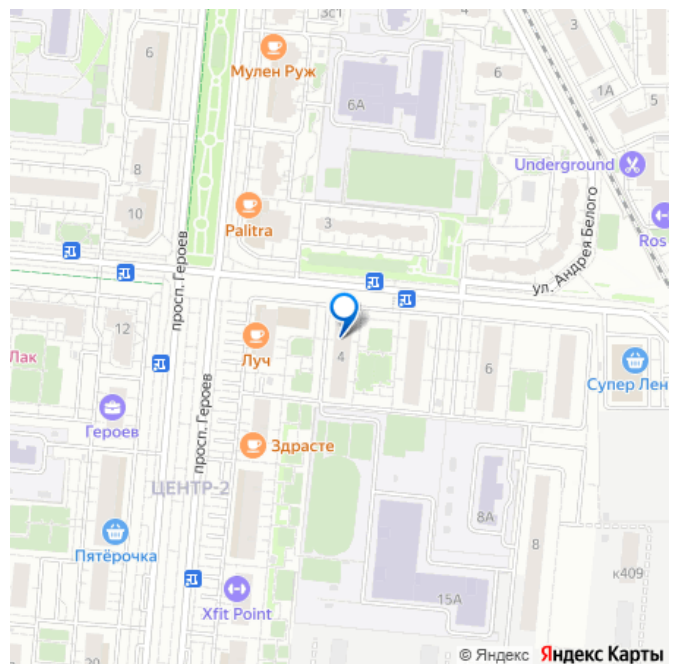 3с1
6
Мулен Руж
6
1А
5
6А
Underground
8
10
Palitra
3
Ros
просп. Героев
ул. Андрея Белого
12
Лак
Луч
4
6
Супер Лен
просп. Героев
Героев
Здрасте
ЦЕНТР-2
8А
Пятёрочка
8
к409
15А
Xfit Point
20
© Яндекс Яндекс Карты